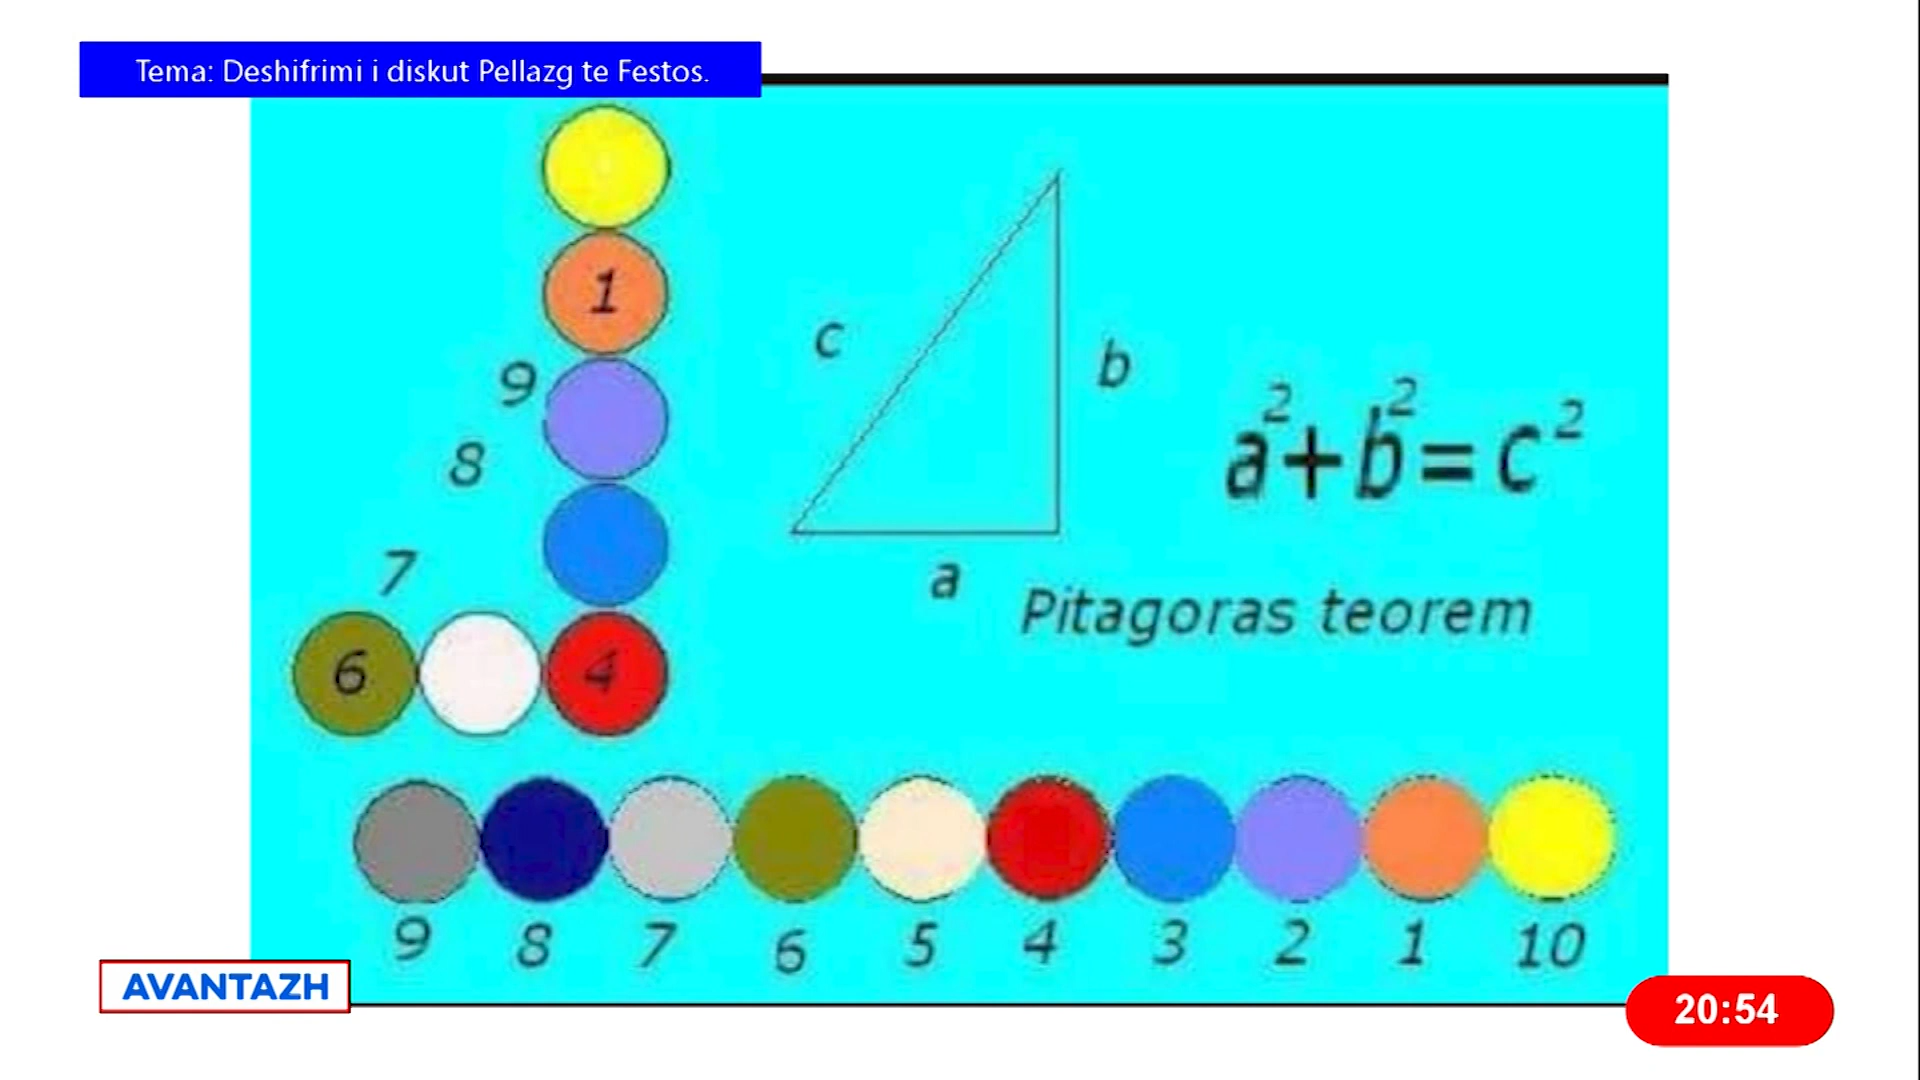 Tema: Deshifrimi i diskut Pellazg te Festos.
1
9
8
7
6
4
c
b
a
a²+b²=c²
Pitagoras teorem
9 8 7 6 5 4 3 2 1 10
AVANTAZH
20:54